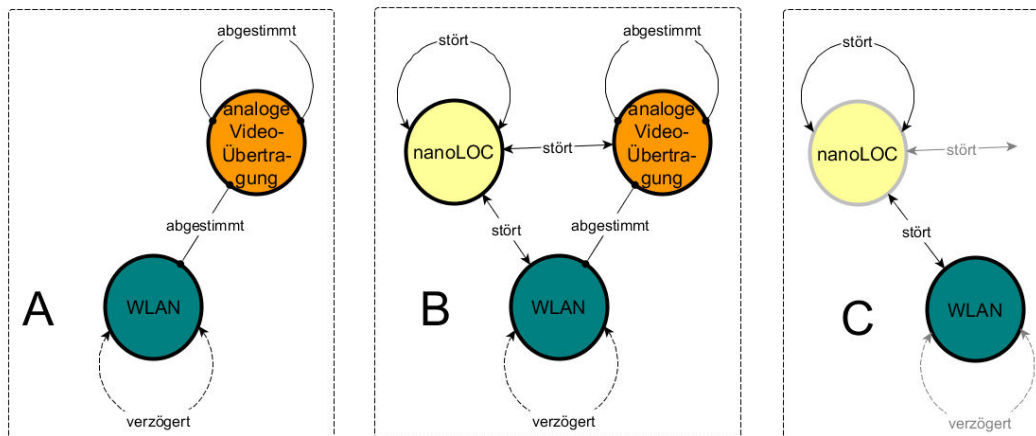 abgestimmt
analoge
Video-
Übertra-
gung
abgestimmt
WLAN
A
verzögert
stört
abgestimmt
nanoLOC
stört
analoge
Video-
Übertra-
gung
stört
abgestimmt
WLAN
B
verzögert
stört
nanoLOC
stört
stört
WLAN
C
verzögert